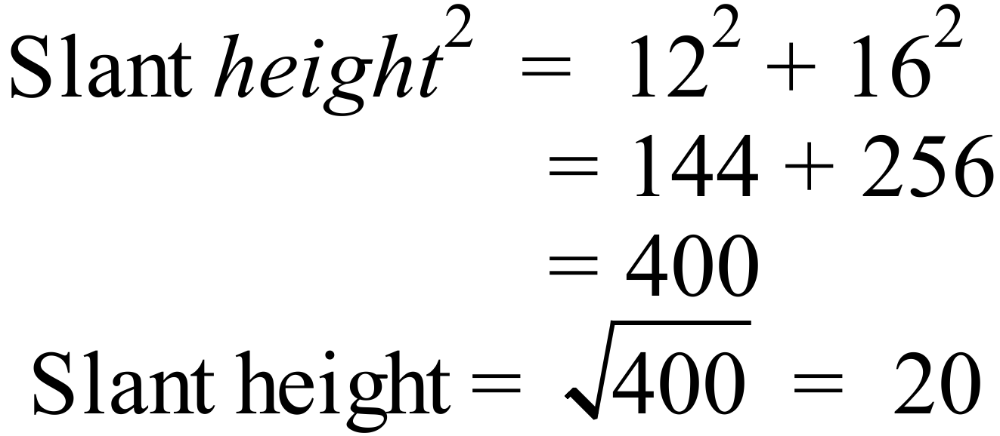 Slant height² = 12² + 16²
= 144 + 256
= 400
Slant height = √400 = 20